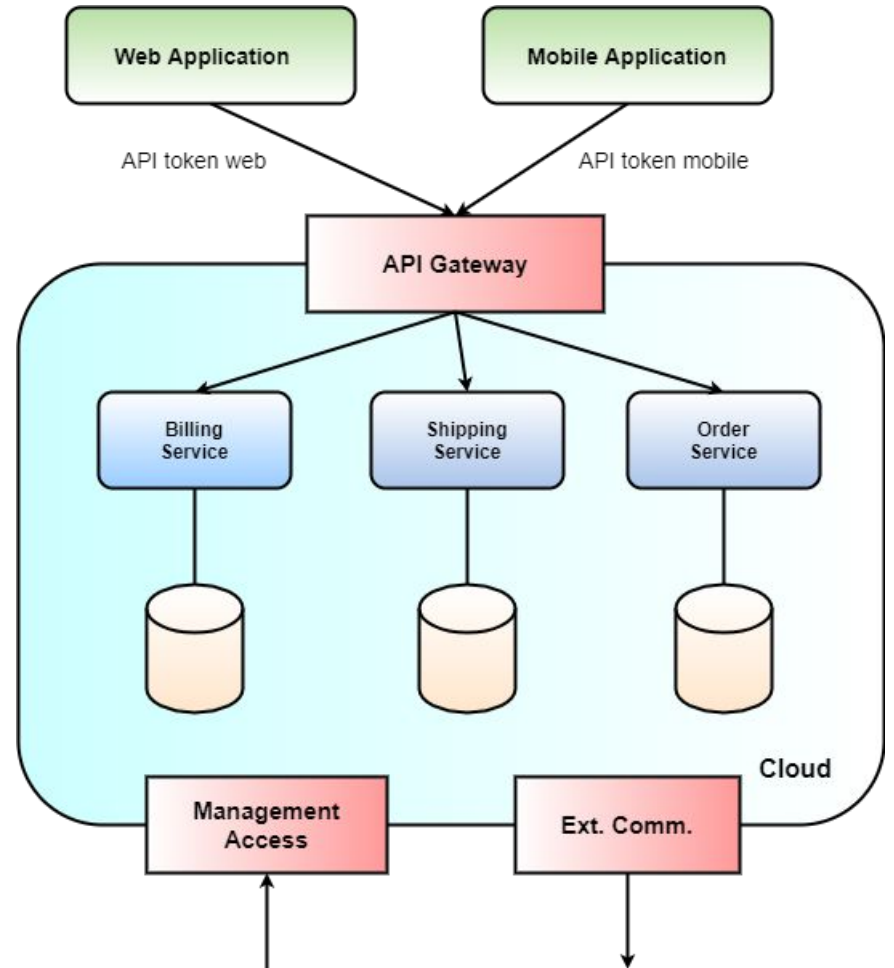 Web Application
Mobile Application
API token web
API token mobile
API Gateway
Billing
Service
Shipping
Service
Order
Service
Cloud
Management
Access
Ext. Comm.